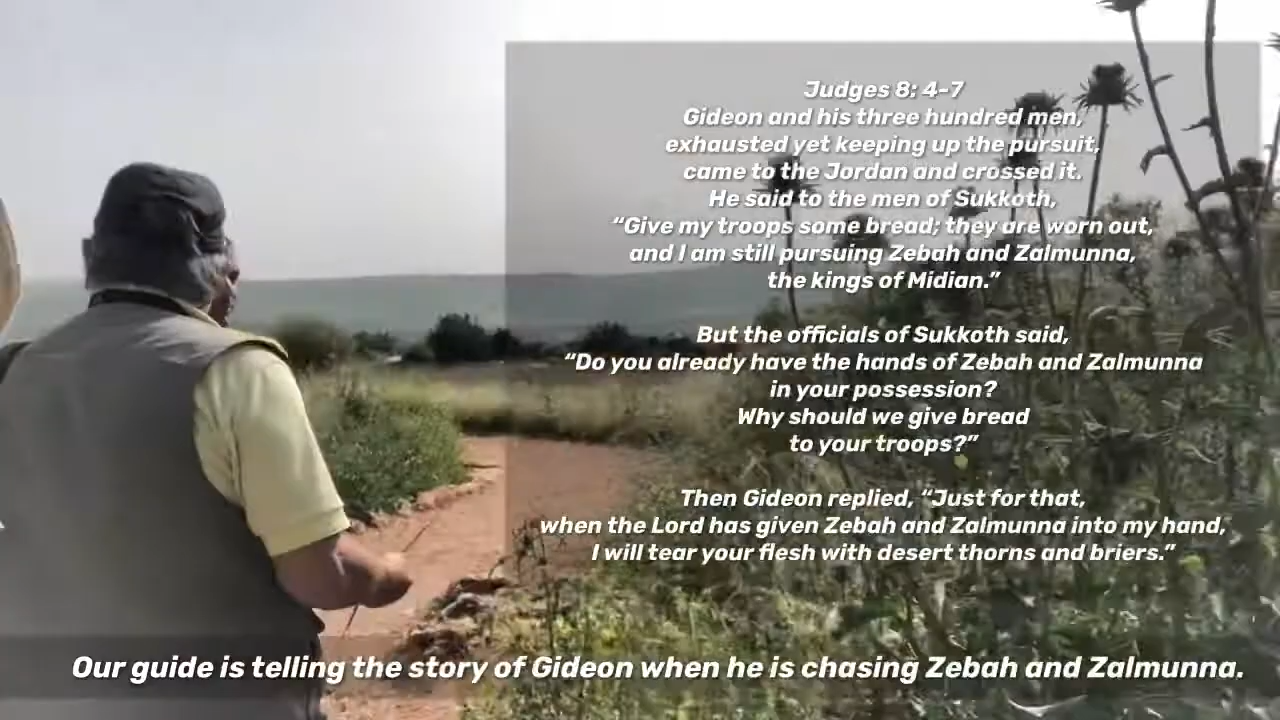 Judges 8: 4-7
Gideon and his three hundred men,
exhausted yet keeping up the pursuit,
came to the Jordan and crossed it.
He said to the men of Sukkoth,
“Give my troops some bread; they are worn out,
and I am still pursuing Zebah and Zalmunna,
the kings of Midian.”
But the officials of Sukkoth said,
“Do you already have the hands of Zebah and Zalmunna
in your possession?
Why should we give bread
to your troops?”
Then Gideon replied, “Just for that,
when the Lord has given Zebah and Zalmunna into my hand,
I will tear your flesh with desert thorns and briers.”
Our guide is telling the story of Gideon when he is chasing Zebah and Zalmunna.